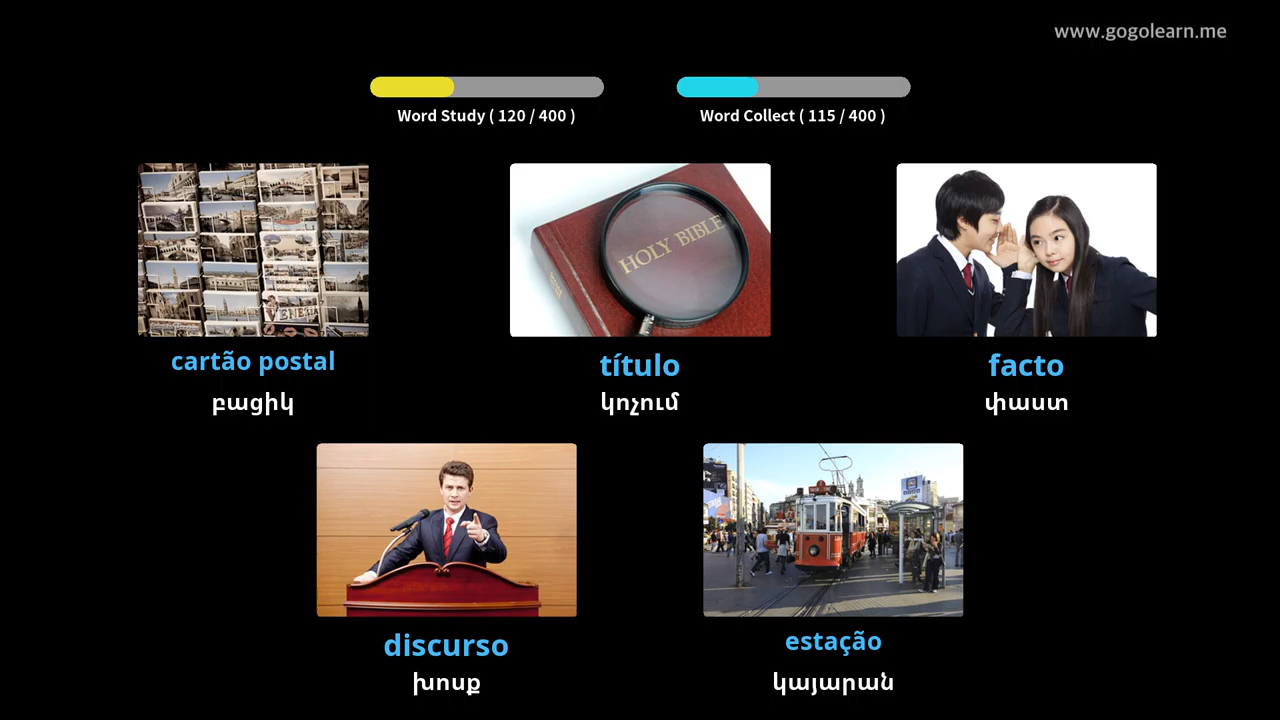 www.gogolearn.me
Word Study ( 120 / 400 )
Word Collect ( 115 / 400 )
HOLY BIBLE
cartão postal
título
facto
բացիկ
կոչում
փաստ
discurso
estação
խոսք
կայարան